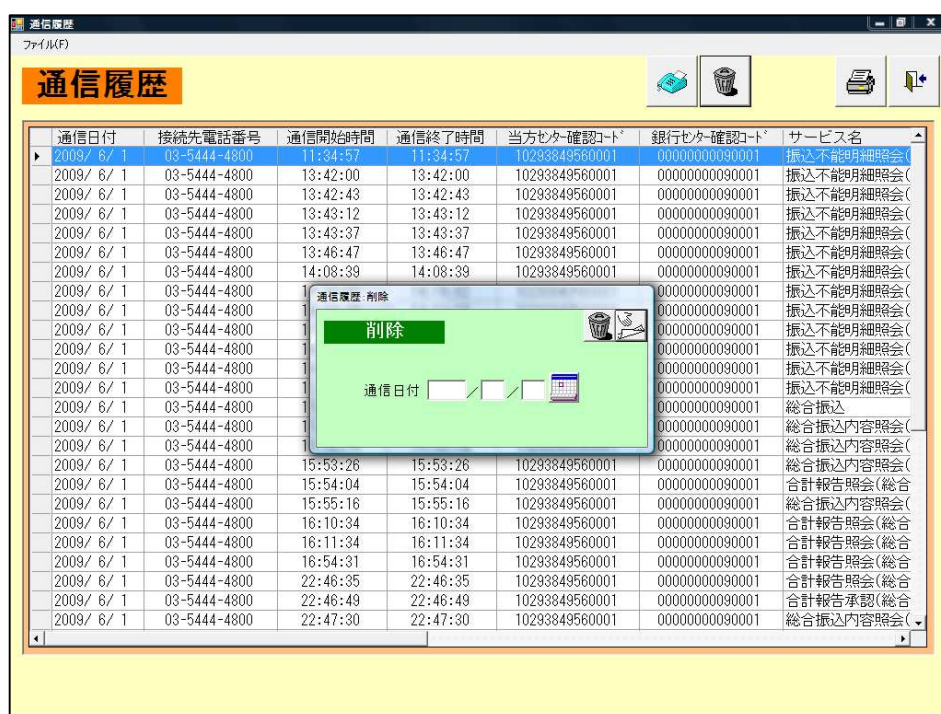 通信履歴
ファイル(F)
通信履歴
通信日付 接続先電話番号 通信開始時間 通信終了時間 当方ｾﾝﾀｰ確認ｺｰﾄﾞ 銀行ｾﾝﾀｰ確認ｺｰﾄﾞ サービス名
2009/ 6/ 1 03-5444-4800 11:34:57 11:34:57 10293849560001 00000000090001 振込不能明細照会(
2009/ 6/ 1 03-5444-4800 13:42:00 13:42:00 10293849560001 00000000090001 振込不能明細照会(
2009/ 6/ 1 03-5444-4800 13:42:43 13:42:43 10293849560001 00000000090001 振込不能明細照会(
2009/ 6/ 1 03-5444-4800 13:43:12 13:43:12 10293849560001 00000000090001 振込不能明細照会(
2009/ 6/ 1 03-5444-4800 13:43:37 13:43:37 10293849560001 00000000090001 振込不能明細照会(
2009/ 6/ 1 03-5444-4800 13:46:47 13:46:47 10293849560001 00000000090001 振込不能明細照会(
2009/ 6/ 1 03-5444-4800 14:08:39 14:08:39 10293849560001 00000000090001 振込不能明細照会(
2009/ 6/ 1 03-5444-4800 1 00000000090001 振込不能明細照会(
2009/ 6/ 1 03-5444-4800 1 00000000090001 振込不能明細照会(
2009/ 6/ 1 03-5444-4800 1 00000000090001 振込不能明細照会(
2009/ 6/ 1 03-5444-4800 1 00000000090001 振込不能明細照会(
2009/ 6/ 1 03-5444-4800 1 00000000090001 振込不能明細照会(
2009/ 6/ 1 03-5444-4800 1 00000000090001 振込不能明細照会(
2009/ 6/ 1 03-5444-4800 1 00000000090001 総合振込
2009/ 6/ 1 03-5444-4800 1 00000000090001 総合振込内容照会(
2009/ 6/ 1 03-5444-4800 1 00000000090001 総合振込内容照会(
2009/ 6/ 1 03-5444-4800 15:53:26 15:53:26 10293849560001 00000000090001 総合振込内容照会(
2009/ 6/ 1 03-5444-4800 15:54:04 15:54:04 10293849560001 00000000090001 合計報告照会(総合
2009/ 6/ 1 03-5444-4800 15:55:16 15:55:16 10293849560001 00000000090001 総合振込内容照会(
2009/ 6/ 1 03-5444-4800 16:10:34 16:10:34 10293849560001 00000000090001 合計報告照会(総合
2009/ 6/ 1 03-5444-4800 16:11:34 16:11:34 10293849560001 00000000090001 合計報告照会(総合
2009/ 6/ 1 03-5444-4800 16:54:31 16:54:31 10293849560001 00000000090001 合計報告照会(総合
2009/ 6/ 1 03-5444-4800 22:46:35 22:46:35 10293849560001 00000000090001 合計報告照会(総合
2009/ 6/ 1 03-5444-4800 22:46:49 22:46:49 10293849560001 00000000090001 合計報告承認(総合
2009/ 6/ 1 03-5444-4800 22:47:30 22:47:30 10293849560001 00000000090001 総合振込内容照会(
通信履歴:削除
削除
通信日付 / /